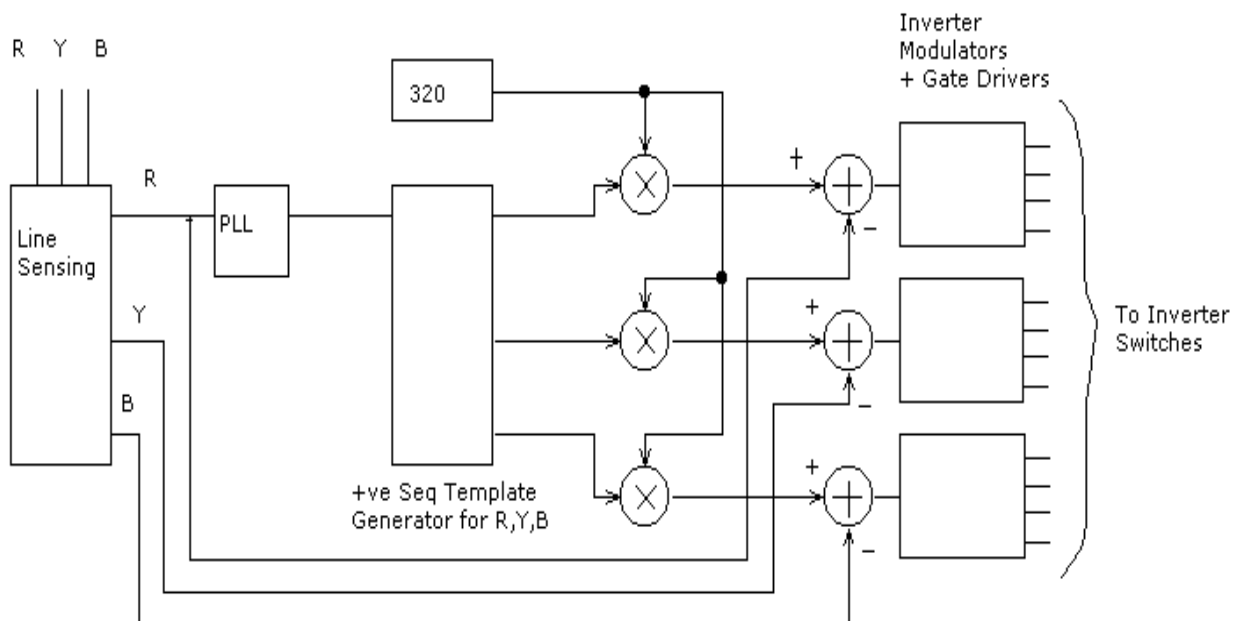 R Y B
Inverter
Modulators
+ Gate Drivers
320
R
PLL
Line
Sensing
Y
B
+ve Seq Template
Generator for R,Y,B
X
X
X
+
+
-
+
+
-
+
+
-
To Inverter
Switches